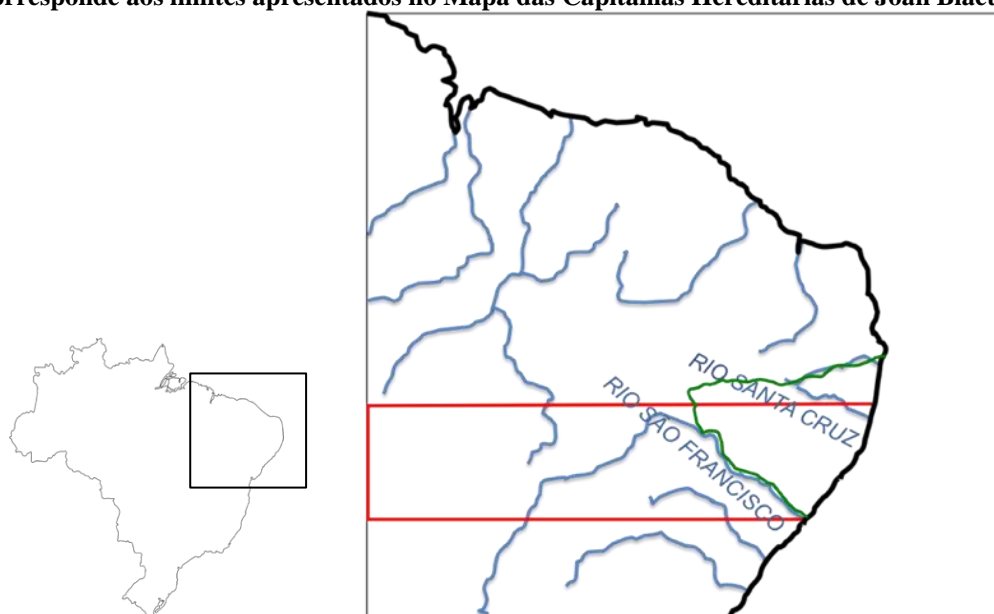 orresponde aos limites apresentados no Mapa das Capitanias Hereditárias de Joan Blaeu
RIO SANTA CRUZ
RIO SÃO FRANCISCO